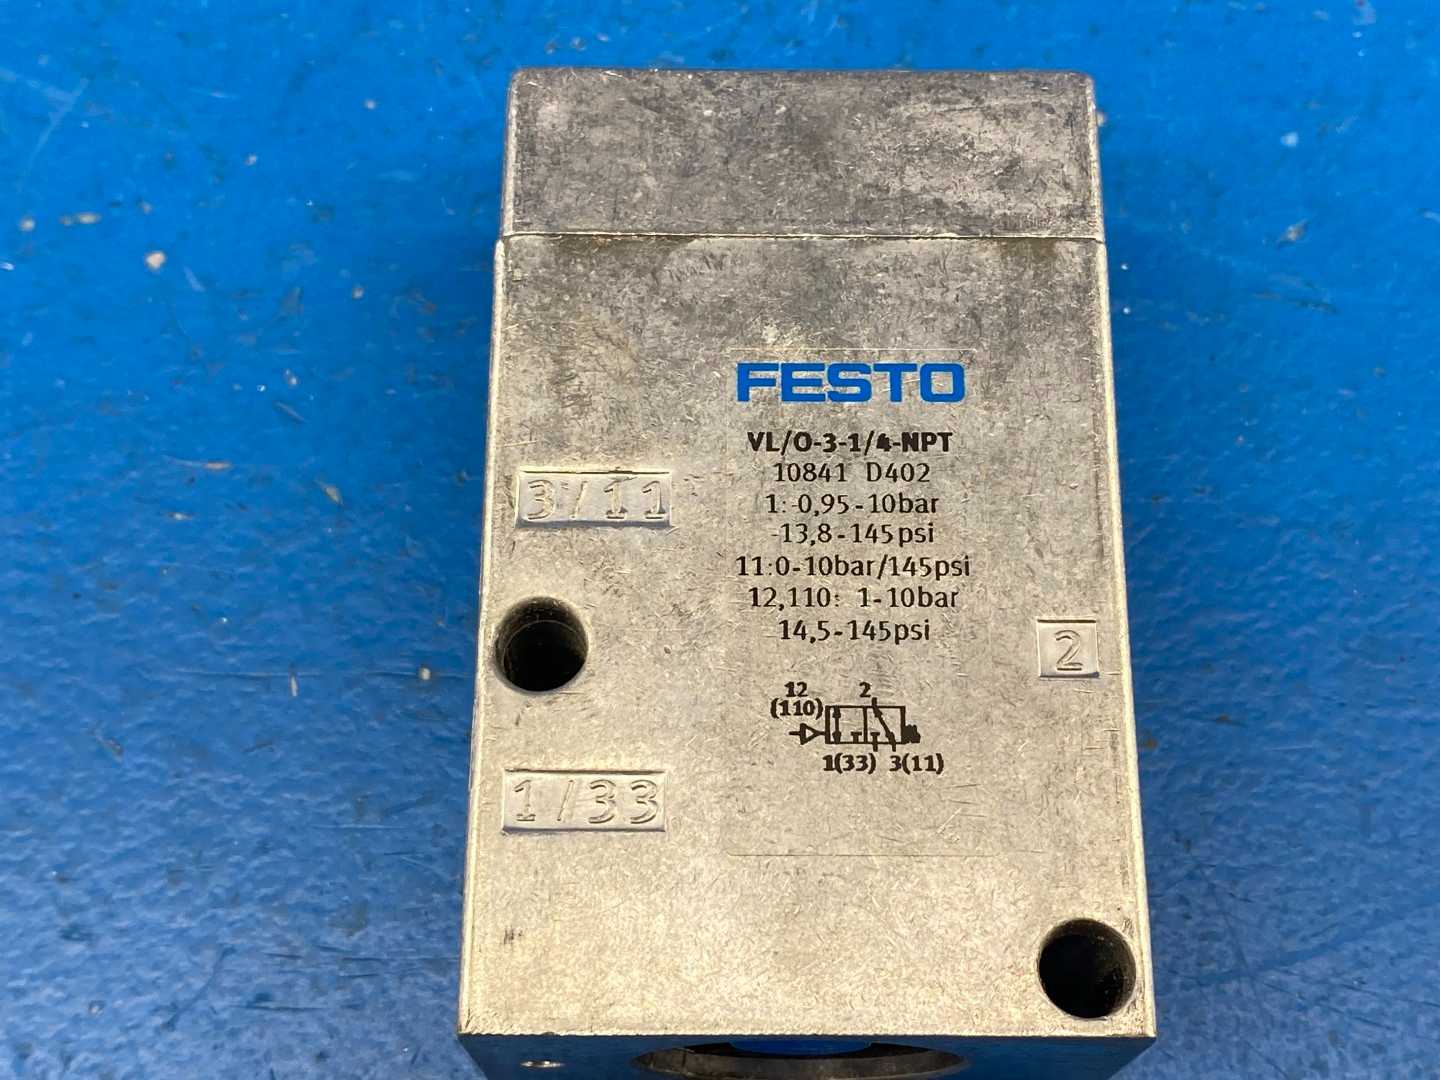 FESTO
VL/O-3-1/4-NPT
10841 D402
1:-0,95-10bar
-13,8-145psi
11:0-10bar/145psi
12,110: 1-10bar
14,5-145psi
3/11
2
12 2
(110)
1(33) 3(11)
1/33